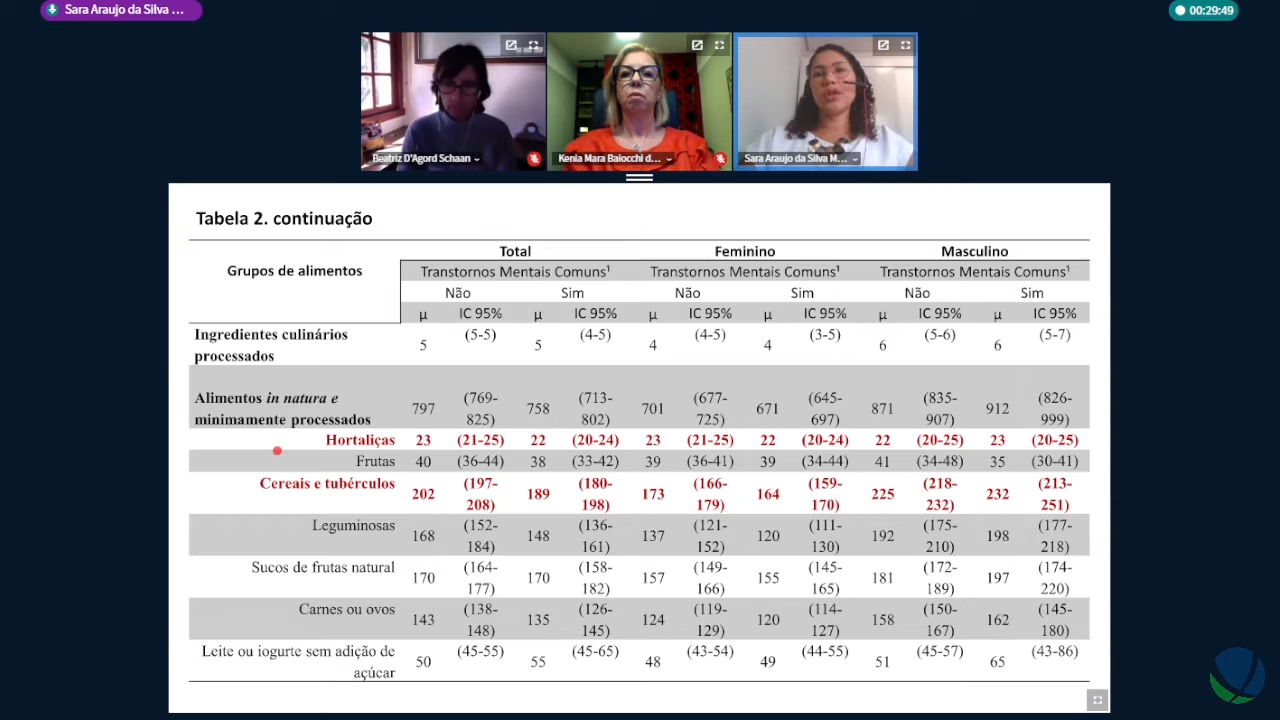 Sara Araujo da Silva ...
00:29:49
Beatriz D'Agord Schaan
Kenia Mara Baiocchi d...
Sara Araujo da Silva M...
Tabela 2. continuação
Total Feminino Masculino
Grupos de alimentos
Transtornos Mentais Comuns¹ Transtornos Mentais Comuns¹ Transtornos Mentais Comuns¹
Não Sim Não Sim Não Sim
μ IC 95% μ IC 95% μ IC 95% μ IC 95% μ IC 95% μ IC 95%
Ingredientes culinários (5-5) (4-5) (4-5) (3-5) (5-6) (5-7)
processados 5 5 4 4 6 6
Alimentos in natura e (769- (713- (677- (645- (835- (826-
minimamente processados 797 825) 758 802) 701 725) 671 697) 871 907) 912 999)
Hortaliças 23 (21-25) 22 (20-24) 23 (21-25) 22 (20-24) 22 (20-25) 23 (20-25)
Frutas 40 (36-44) 38 (33-42) 39 (36-41) 39 (34-44) 41 (34-48) 35 (30-41)
Cereais e tubérculos (197- (180- (166- (159- (218- (213-
202 208) 189 198) 173 179) 164 170) 225 232) 232 251)
Leguminosas (152- (136- (121- (111- (175- (177-
168 184) 148 161) 137 152) 120 130) 192 210) 198 218)
Sucos de frutas natural (164- (158- (149- (145- (172- (174-
170 177) 170 182) 157 166) 155 165) 181 189) 197 220)
Carnes ou ovos (138- (126- (119- (114- (150- (145-
143 148) 135 145) 124 129) 120 127) 158 167) 162 180)
Leite ou iogurte sem adição de (45-55) (45-65) (43-54) (44-55) (45-57) (43-86)
açúcar 50 55 48 49 51 65